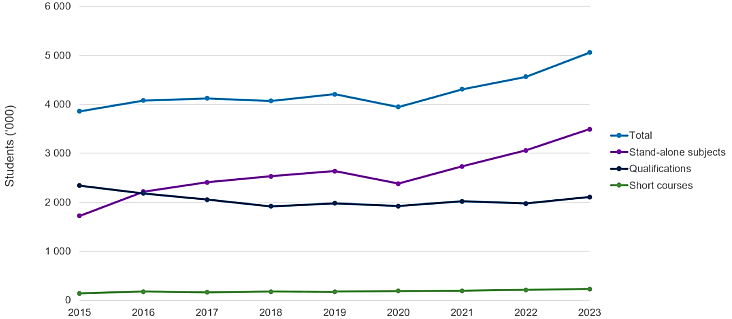 6 000
5 000
4 000
3 000
2 000
1 000
0
Students ('000)
2015 2016 2017 2018 2019 2020 2021 2022 2023
Total
Stand-alone subjects
Qualifications
Short courses